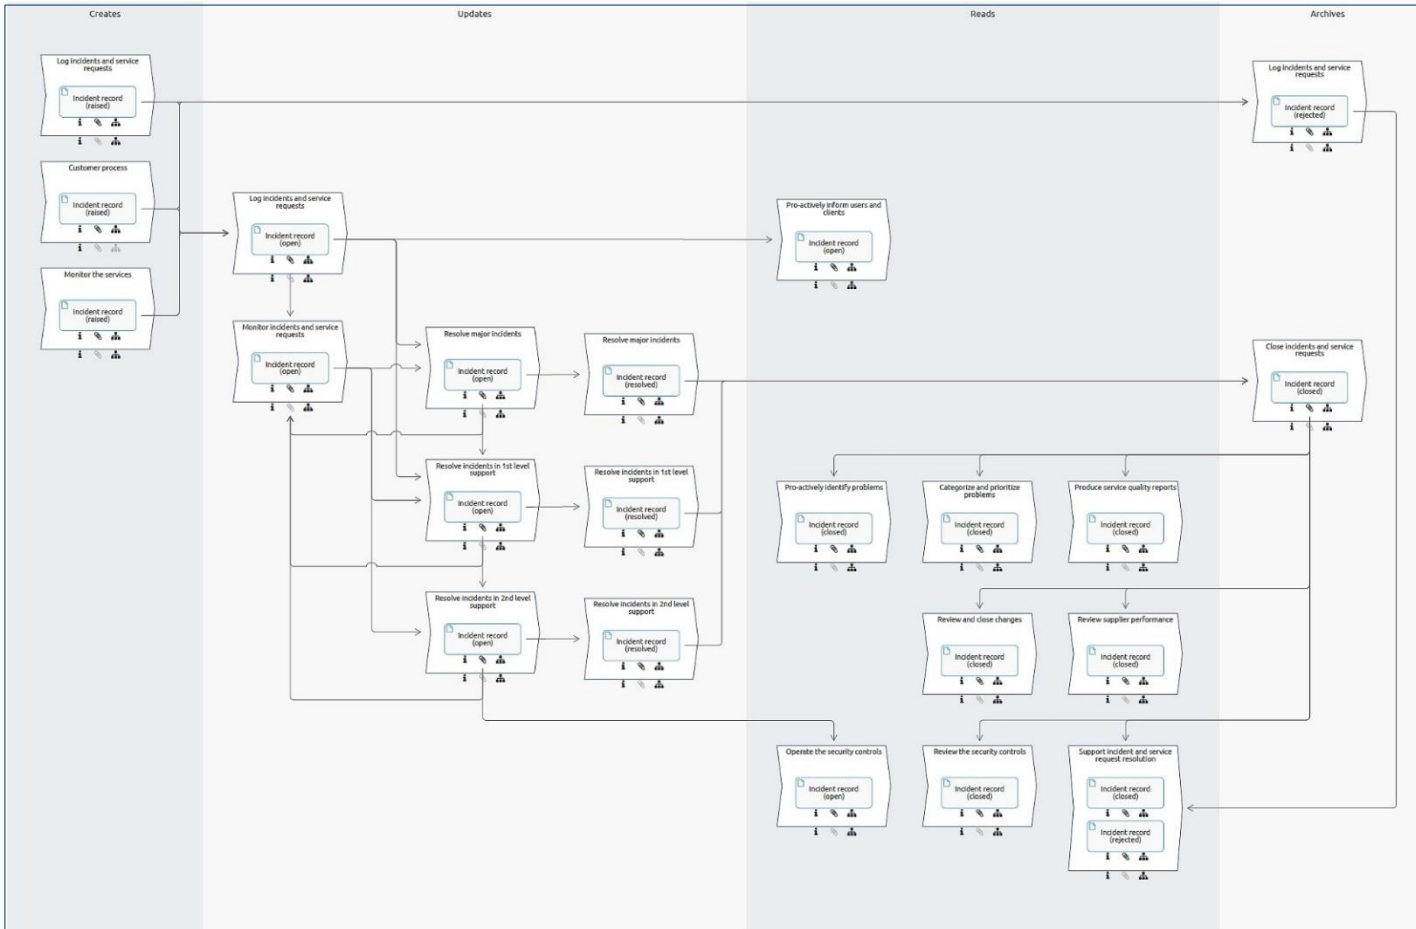 Creates
Updates
Reads
Archives
Log incidents and service
requests
Incident record
(raised)
Customer process
Incident record
(raised)
Monitor the services
Incident record
(raised)
Log incidents and service
requests
Incident record
(open)
Monitor incidents and service
requests
Incident record
(open)
Resolve major incidents
Incident record
(open)
Resolve major incidents
Incident record
(resolved)
Resolve incidents in 1st level
support
Incident record
(open)
Resolve incidents in 1st level
support
Incident record
(resolved)
Resolve incidents in 2nd level
support
Incident record
(open)
Resolve incidents in 2nd level
support
Incident record
(resolved)
Pro-actively inform users and
clients
Incident record
(open)
Pro-actively identify problems
Incident record
(closed)
Categorize and prioritize
problems
Incident record
(closed)
Produce service quality reports
Incident record
(closed)
Review and close changes
Incident record
(closed)
Review supplier performance
Incident record
(closed)
Operate the security controls
Incident record
(open)
Review the security controls
Incident record
(closed)
Support incident and service
request resolution
Incident record
(closed)
Incident record
(rejected)
Log incidents and service
requests
Incident record
(rejected)
Close incidents and service
requests
Incident record
(closed)